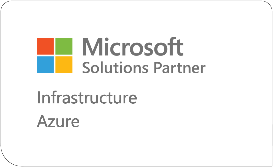 Microsoft
Solutions Partner
Infrastructure
Azure